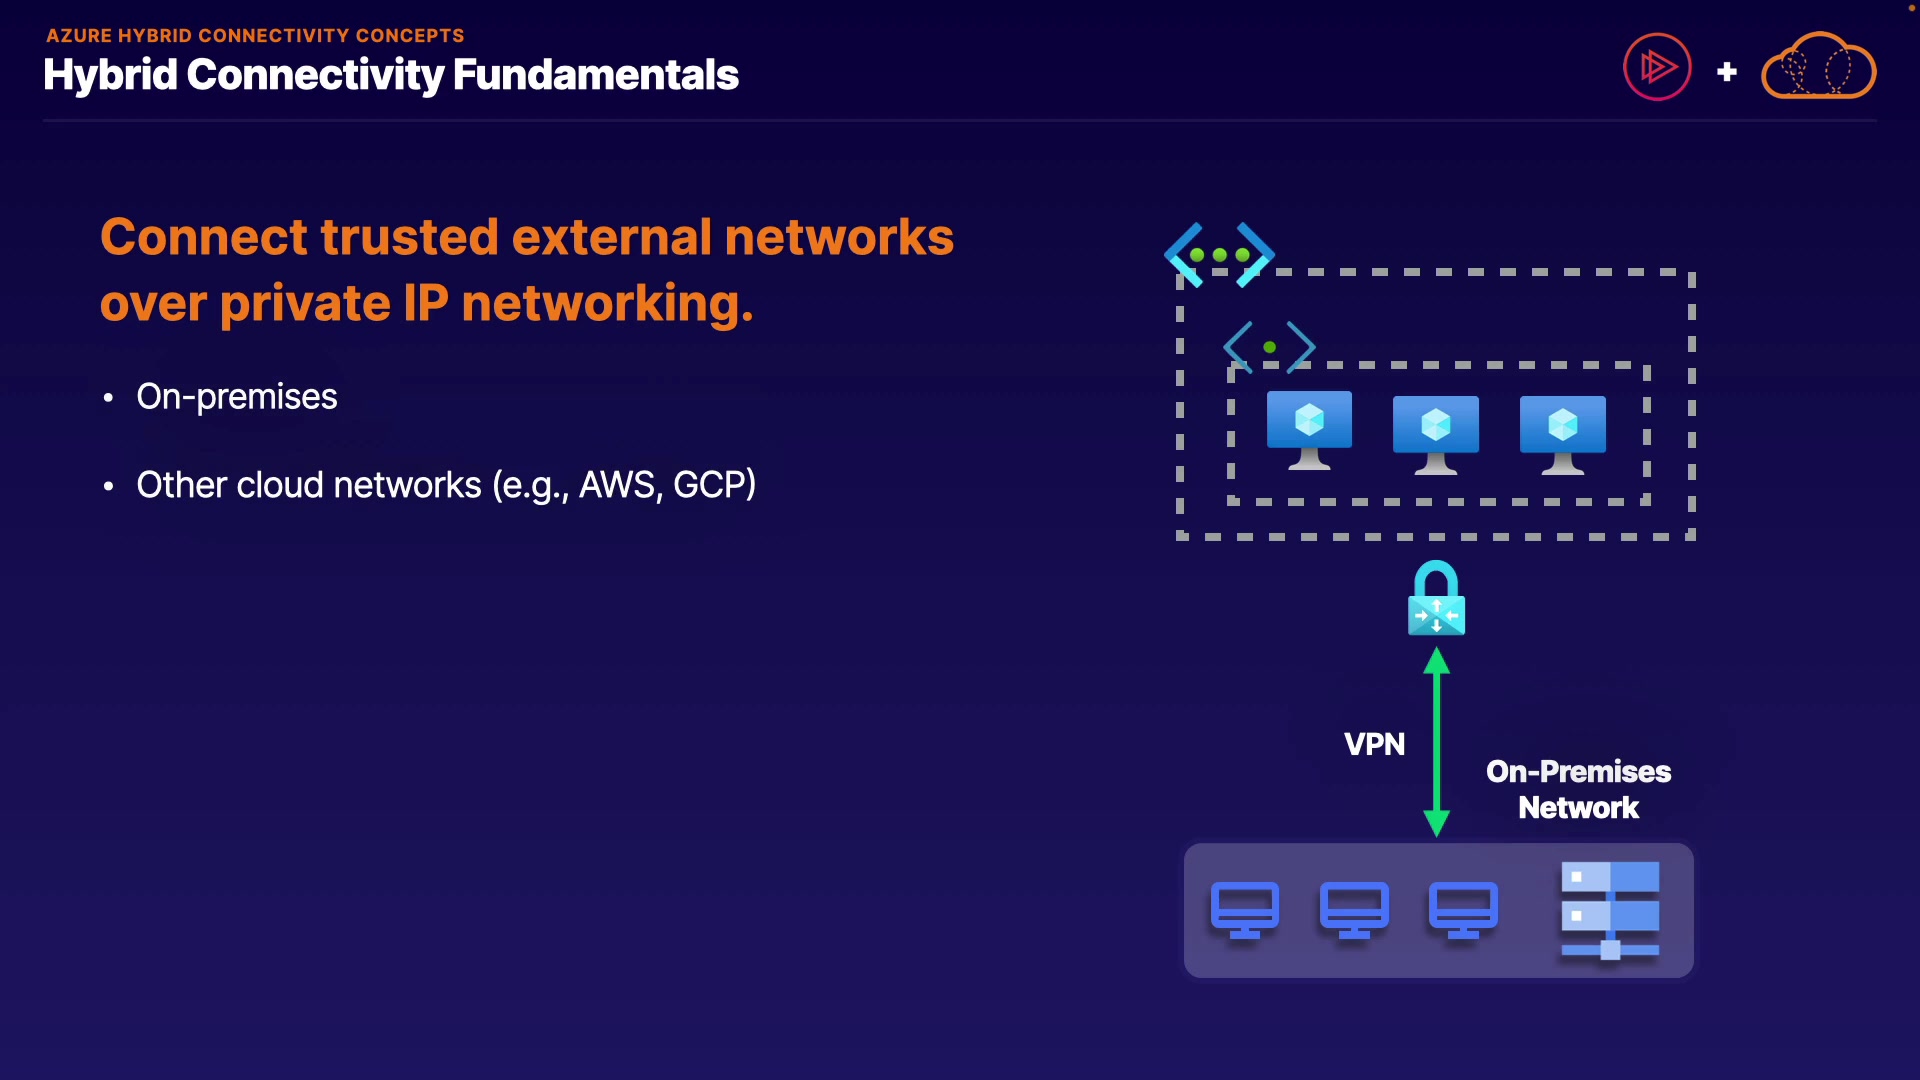 AZURE HYBRID CONNECTIVITY CONCEPTS
Hybrid Connectivity Fundamentals
Connect trusted external networks
over private IP networking.
• On-premises
• Other cloud networks (e.g., AWS, GCP)
VPN
On-Premises
Network